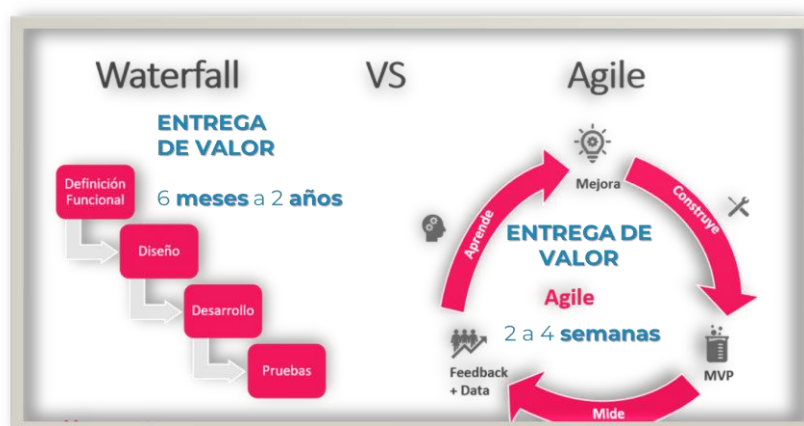 Waterfall
VS
Agile
ENTREGA
DE VALOR
6 meses a 2 años
Definición
Funcional
Diseño
Desarrollo
Pruebas
Mejora
Construye
Aprende
ENTREGA DE
VALOR
Agile
2 a 4 semanas
Feedback
+ Data
MVP
Mide